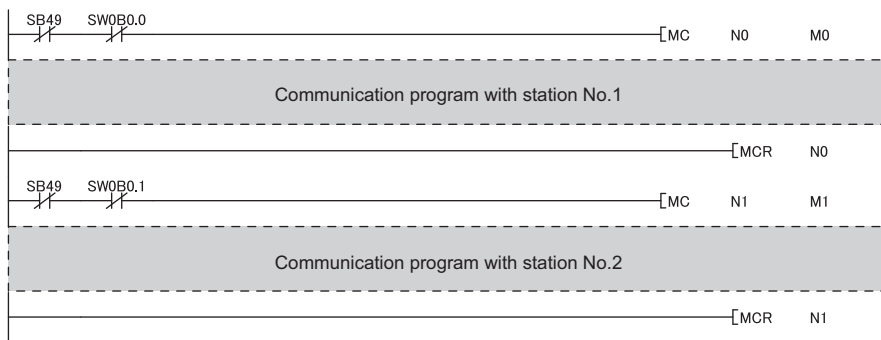 SB49 SW0B0.0
[MC N0 M0
Communication program with station No.1
[MCR N0
SB49 SW0B0.1
[MC N1 M1
Communication program with station No.2
[MCR N1